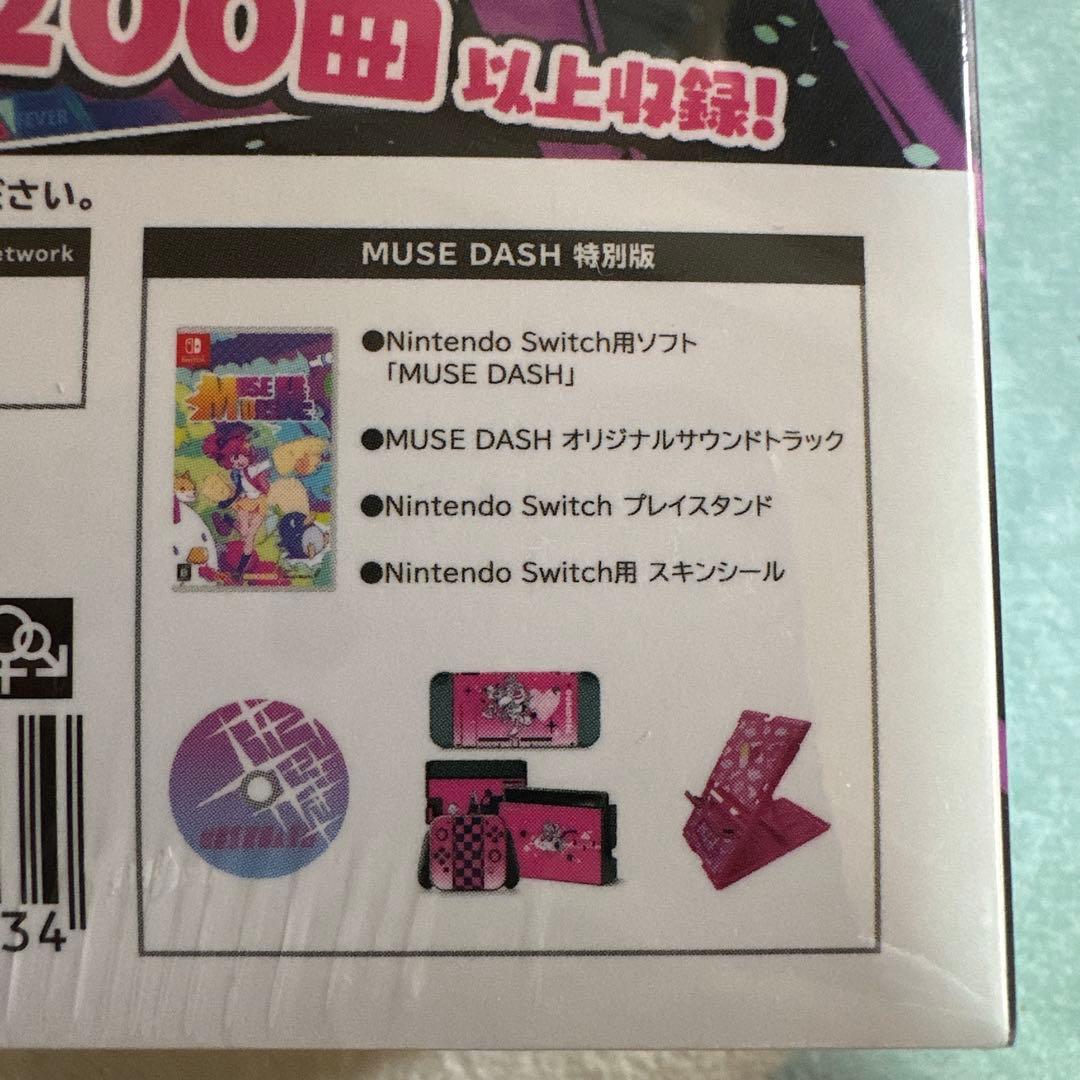 200曲以上収録!
FEVER
ださい。
etwork
MUSE DASH 特別版
●Nintendo Switch用ソフト
「MUSE DASH」
●MUSE DASH オリジナルサウンドトラック
●Nintendo Switch プレイスタンド
●Nintendo Switch用 スキンシール
34